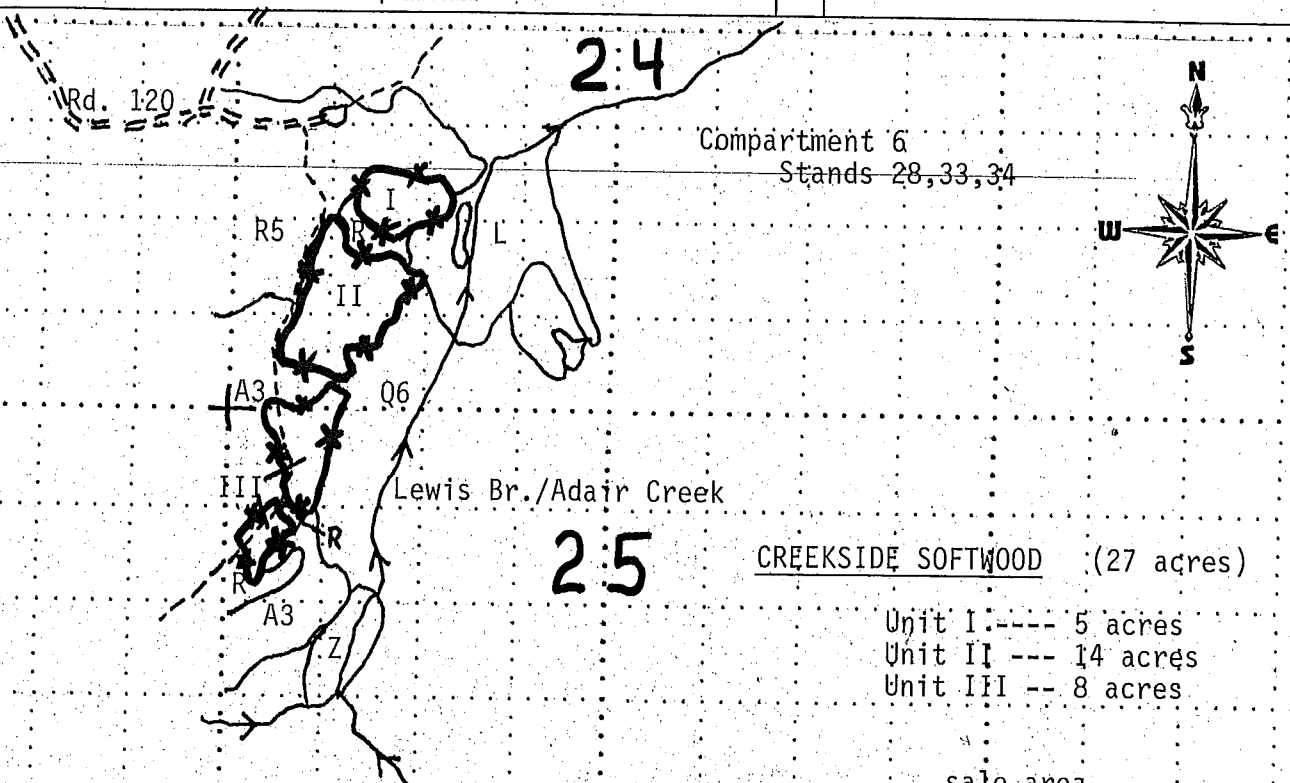 24
Rd. 120
N
Compartment 6
Stands 28,33,34
I
R5
R
L
W
E
II
S
A3
Q6
III
Lewis Br./Adair Creek
R
25
CREEKSIDE SOFTWOOD (27 acres)
R
A3
Unit I ---- 5 acres
Z
Unit II --- 14 acres
Unit III -- 8 acres
sale area